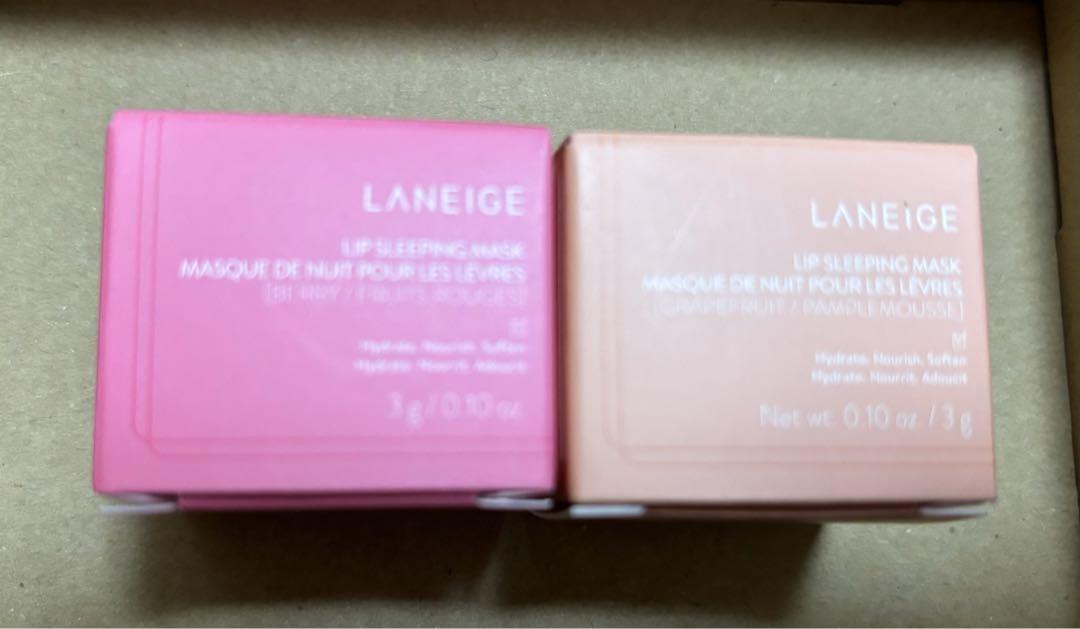 LANEIGE
LIP SLEEPING MASK
MASQUE DE NUIT POUR LES LÈVRES
[BERRY / FRUITS ROUGES]
Hydrate. Nourish. Soften
Hydrate. Nourrit. Adoucit
3 g / 0.10 oz.
LANEIGE
LIP SLEEPING MASK
MASQUE DE NUIT POUR LES LÈVRES
[GRAPEFRUIT / PAMPLEMOUSSE]
Hydrate. Nourish. Soften
Hydrate. Nourrit. Adoucit
Net wt. 0.10 oz. / 3 g